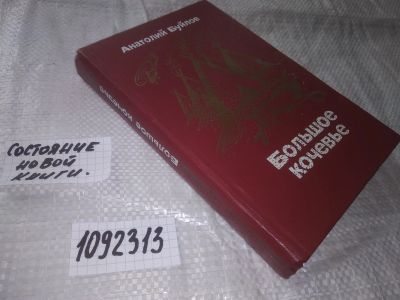 Анатолий Буйлов
Большое
кочевье
Большое кочевье
Состояние
новой
книги.
1092313